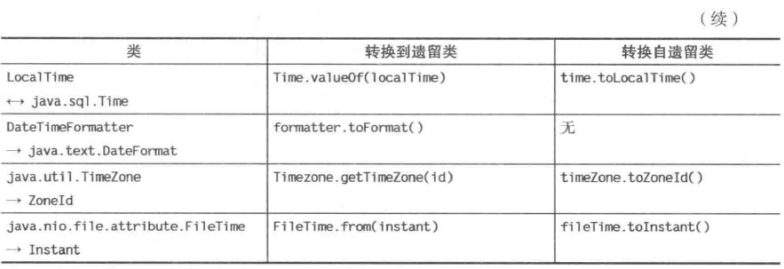 （续）
类 转换到遗留类 转换自遗留类
LocalTime Time.valueOf(localTime) time.toLocalTime()
↔ java.sql.Time
DateTimeFormatter formatter.toFormat() 无
→ java.text.DateFormat
java.util.TimeZone Timezone.getTimeZone(id) timeZone.toZoneId()
→ ZoneId
java.nio.file.attribute.FileTime FileTime.from(instant) fileTime.toInstant()
→ Instant